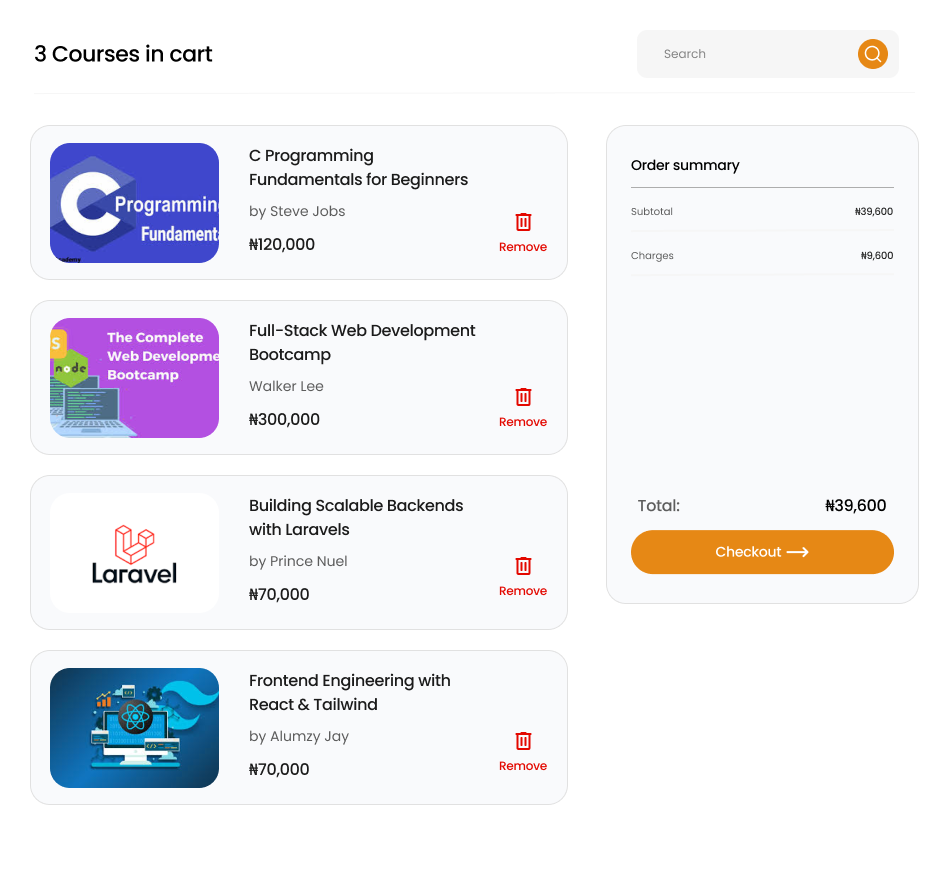 3 Courses in cart
Search
C Programming
Fundamentals for Beginners
by Steve Jobs
₦120,000
Remove
C Programmin
Fundament
Full-Stack Web Development
Bootcamp
Walker Lee
₦300,000
Remove
S
node
The Complete
Web Developme
Bootcamp
Building Scalable Backends
with Laravels
by Prince Nuel
₦70,000
Remove
Laravel
Frontend Engineering with
React & Tailwind
by Alumzy Jay
₦70,000
Remove
Order summary
Subtotal ₦39,600
Charges ₦9,600
Total: ₦39,600
Checkout